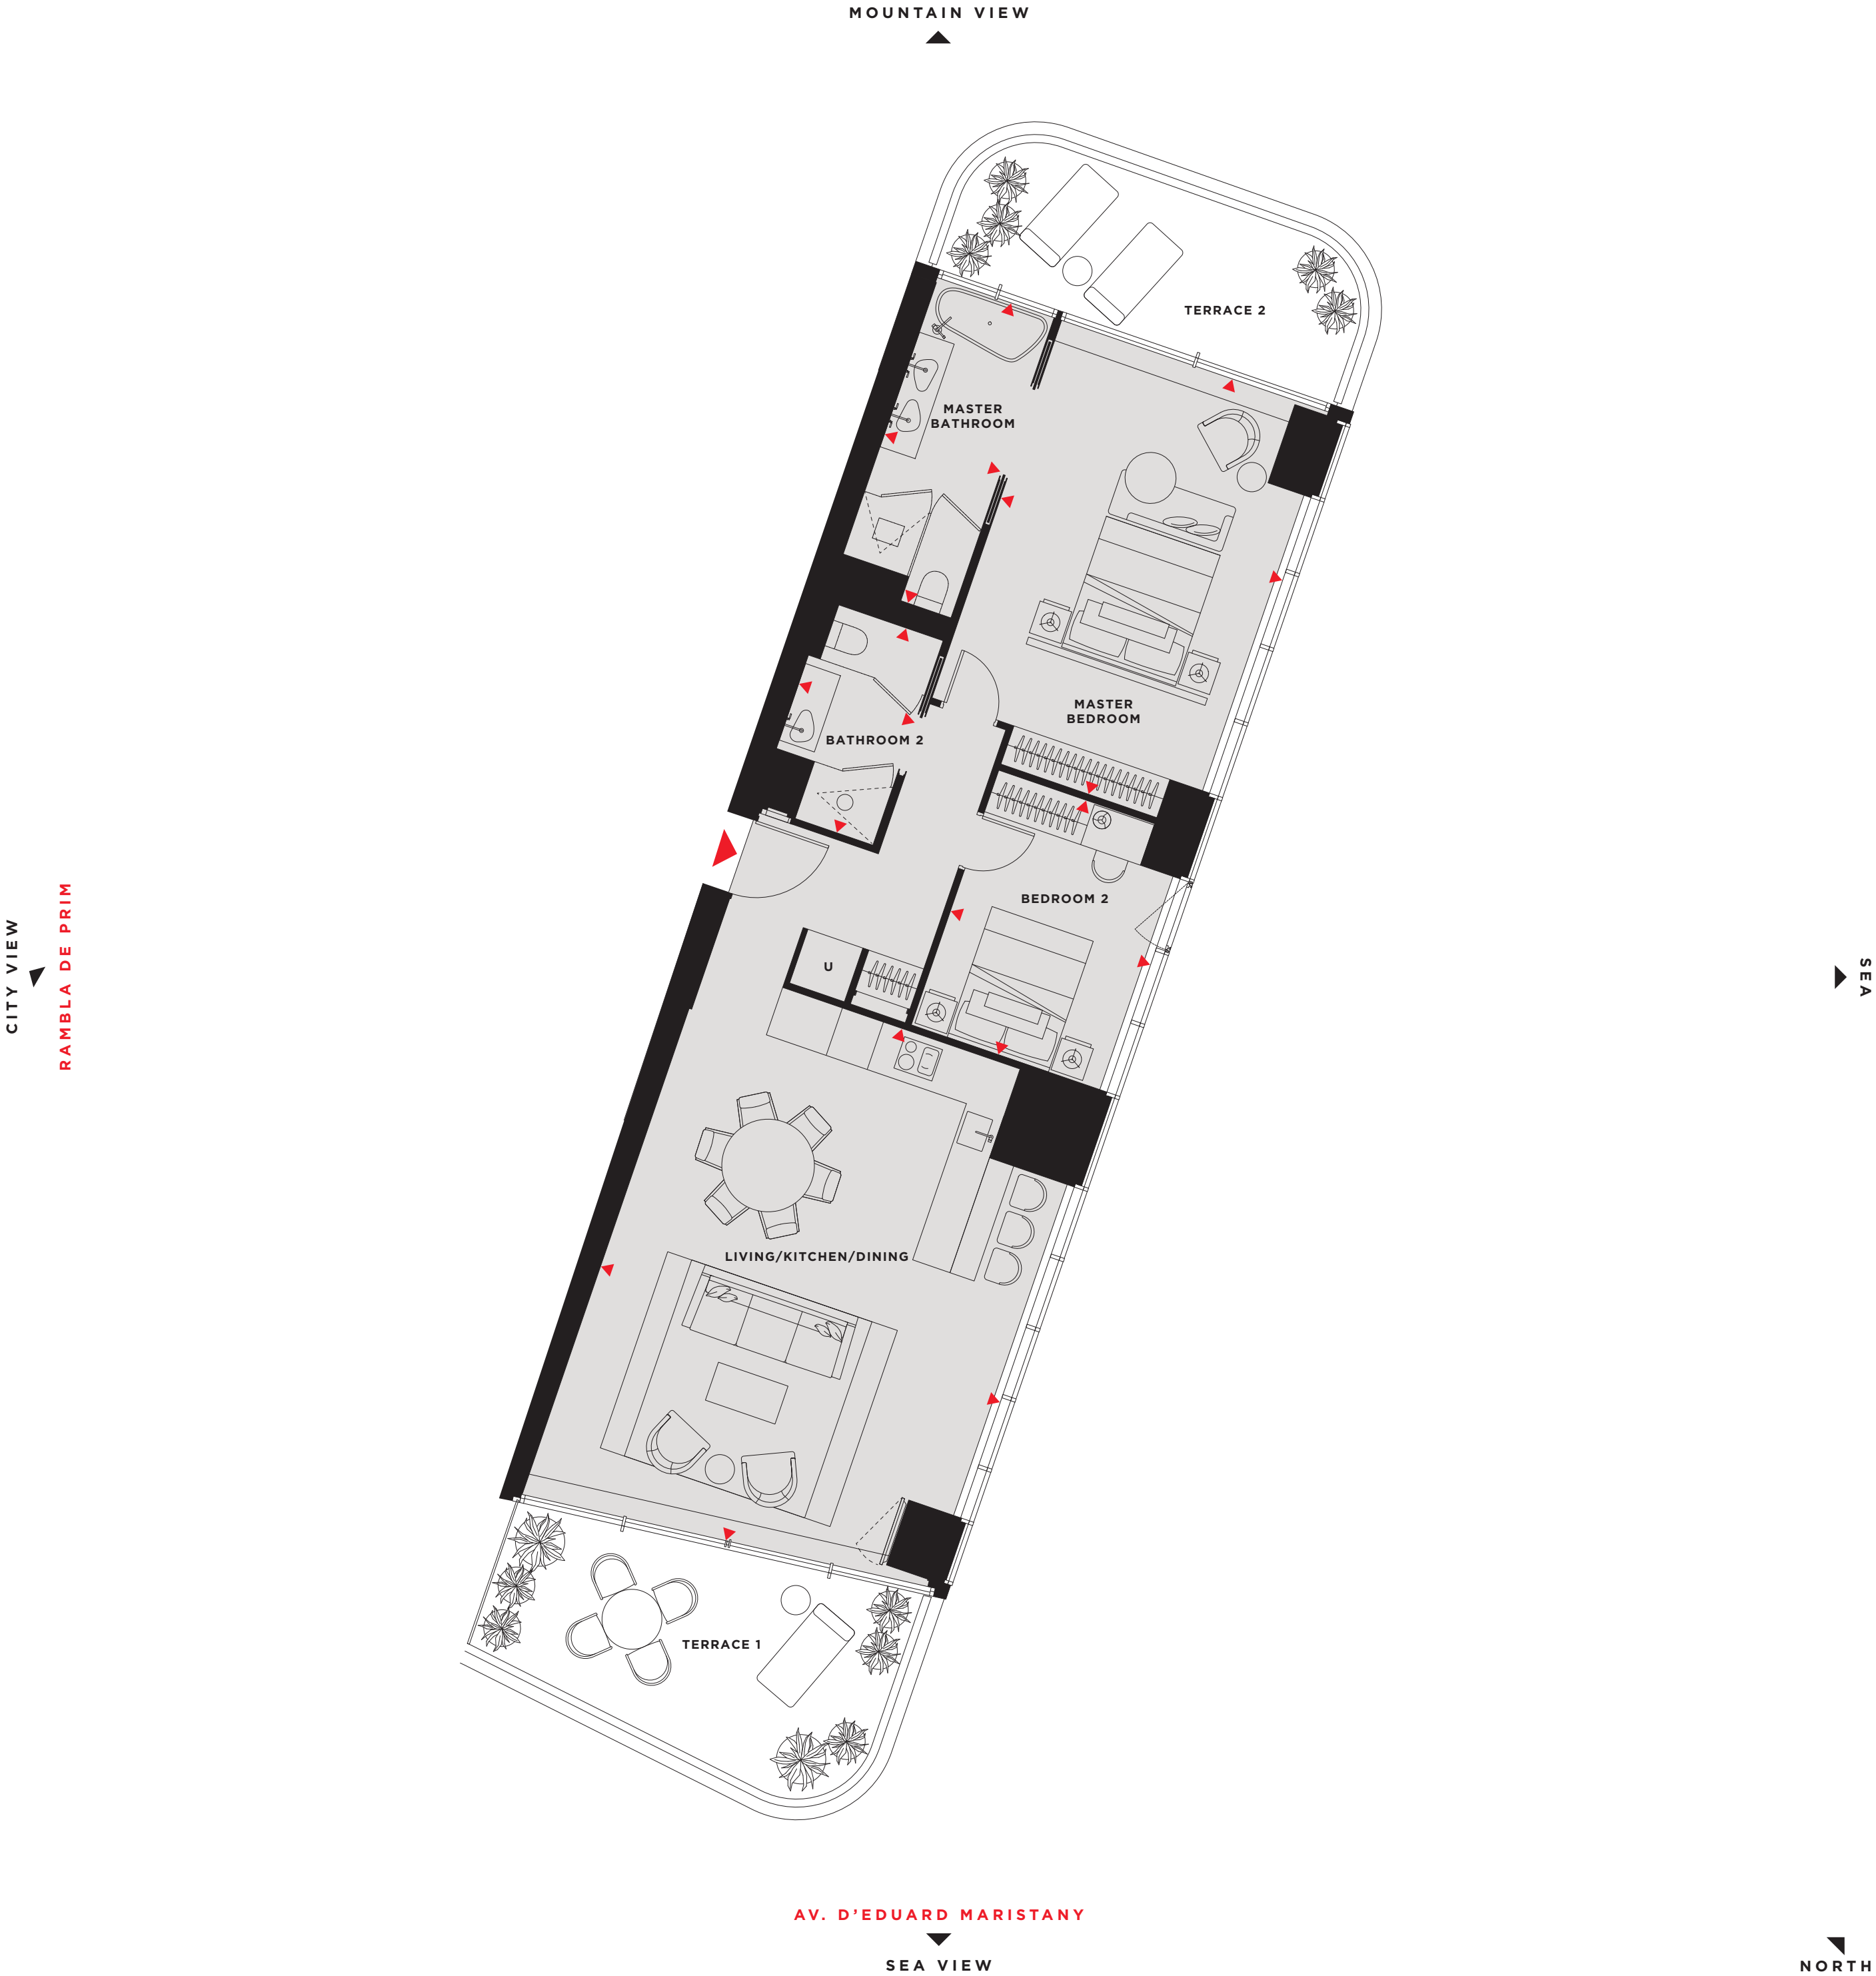 MOUNTAIN VIEW
TERRACE 2
MASTER
BATHROOM
MASTER
BEDROOM
BATHROOM 2
BEDROOM 2
CITY VIEW
RAMBLA DE PRIM
U
SEA
LIVING/KITCHEN/DINING
TERRACE 1
AV. D'EDUARD MARISTANY
SEA VIEW
NORTH